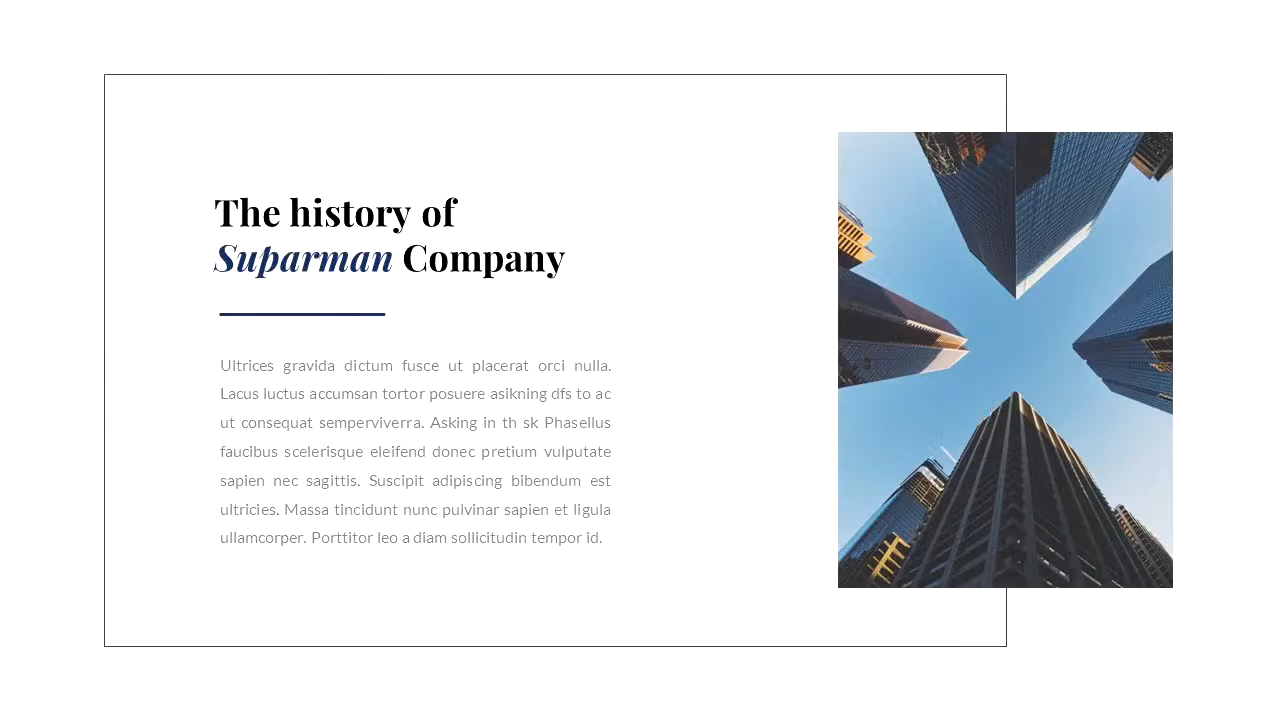 The history of
Suparman Company
Ultrices gravida dictum fusce ut placerat orci nulla.
Lacus luctus accumsan tortor posuere asikning dfs to ac
ut consequat semperviverra. Asking in th sk Phasellus
faucibus scelerisque eleifend donec pretium vulputate
sapien nec sagittis. Suscipit adipiscing bibendum est
ultricies. Massa tincidunt nunc pulvinar sapien et ligula
ullamcorper. Porttitor leo a diam sollicitudin tempor id.